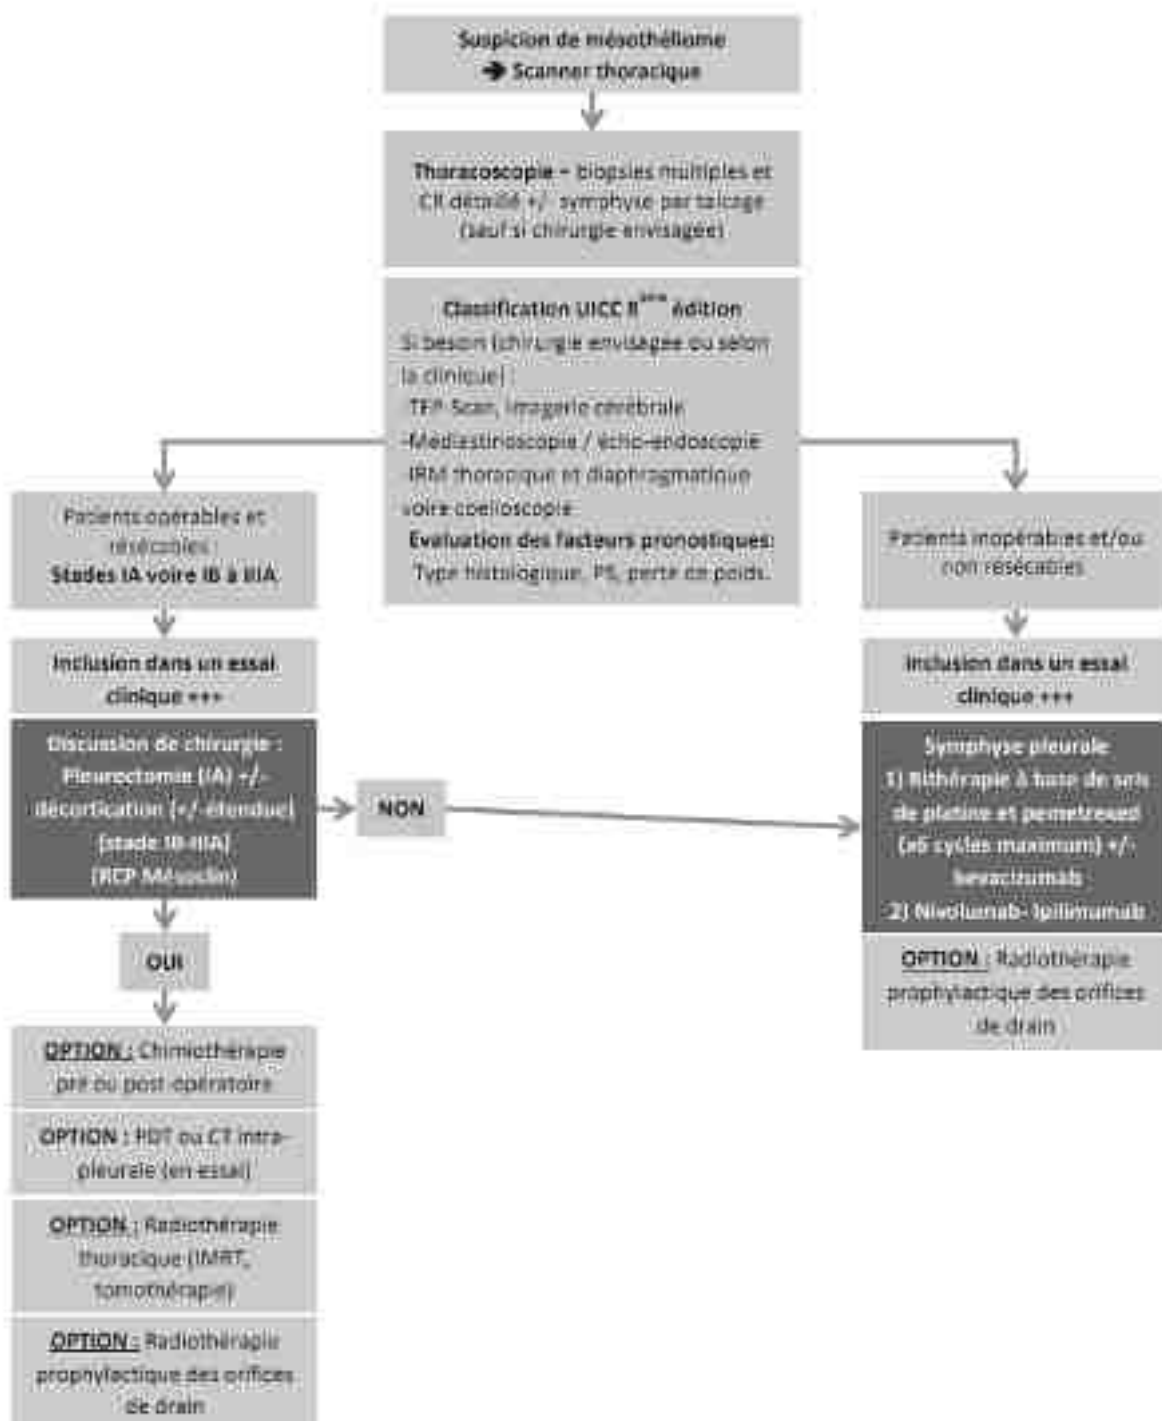 Suspicion de mésothéliome
➔ Scanner thoracique
Thoracoscopie – biopsies multiples et
CR détaillé +/- symphyse par talcage
(sauf si chirurgie envisagée)
Classification UICC 8ème édition
Si besoin (chirurgie envisagée ou selon
la clinique) :
-TEP-Scan, imagerie cérébrale
-Médiastinoscopie / écho-endoscopie
-IRM thoracique et diaphragmatique
voire coelioscopie
Evaluation des facteurs pronostiques:
Type histologique, PS, perte de poids.
Patients opérables et
résécables :
Stades IA voire IB à IIIA
Inclusion dans un essai
clinique +++
Discussion de chirurgie :
Pleurectomie (IA) +/-
décortication (+/-étendue)
(stade IB-IIIA)
(RCP Mésoclin)
NON
OUI
OPTION : Chimiothérapie
pré ou post-opératoire
OPTION : PDT ou CT intra-
pleurale (en essai)
OPTION : Radiothérapie
thoracique (IMRT,
tomothérapie)
OPTION : Radiothérapie
prophylactique des orifices
de drain
Patients inopérables et/ou
non résécables
Inclusion dans un essai
clinique +++
Symphyse pleurale
1) Bithérapie à base de sels
de platine et pemetrexed
(x6 cycles maximum) +/-
bevacizumab
2) Nivolumab- Ipilimumab
OPTION : Radiothérapie
prophylactique des orifices
de drain